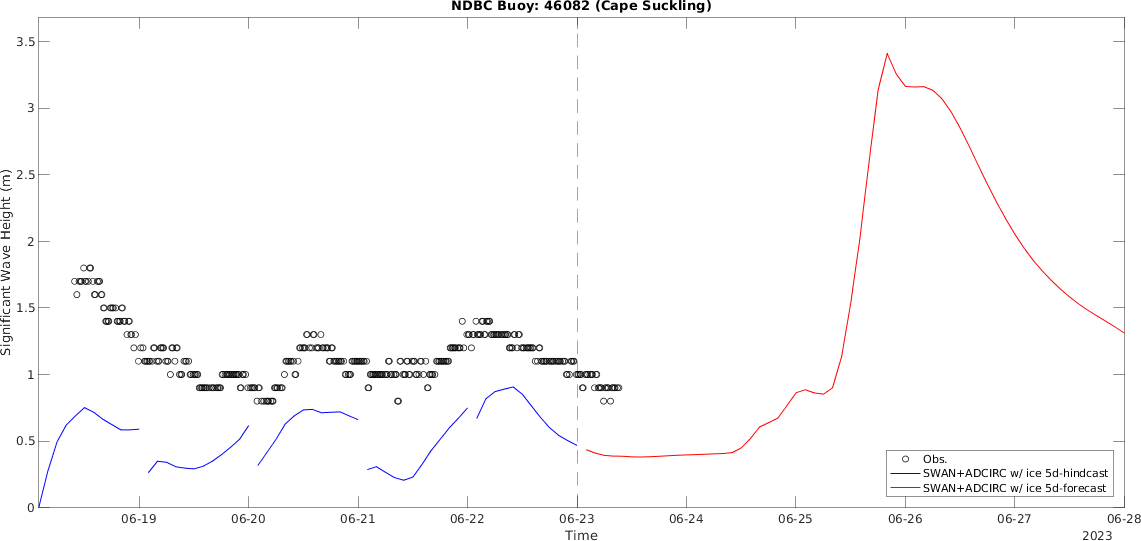 NDBC Buoy: 46082 (Cape Suckling)
Significant Wave Height (m)
3.5
3
2.5
2
1.5
1
0.5
0
Obs.
SWAN+ADCIRC w/ ice 5d-hindcast
SWAN+ADCIRC w/ ice 5d-forecast
06-19 06-20 06-21 06-22 06-23 06-24 06-25 06-26 06-27 06-28
Time
2023